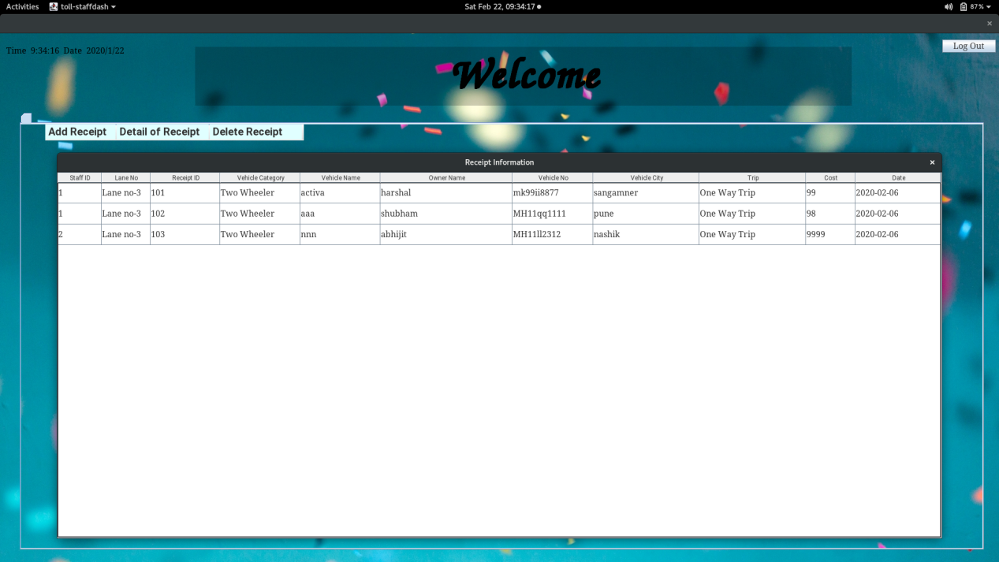 Activities toll-staffdash Sat Feb 22, 09:34:17 87%
Time 9:34:16 Date 2020/1/22 Log Out
Welcome
Add Receipt Detail of Receipt Delete Receipt
Receipt Information
Staff ID Lane No Receipt ID Vehicle Category Vehicle Name Owner Name Vehicle No Vehicle City Trip Cost Date
1 Lane no-3 101 Two Wheeler activa harshal mk99ii8877 sangamner One Way Trip 99 2020-02-06
1 Lane no-3 102 Two Wheeler aaa shubham MH11qq1111 pune One Way Trip 98 2020-02-06
2 Lane no-3 103 Two Wheeler nnn abhijit MH11ll2312 nashik One Way Trip 9999 2020-02-06